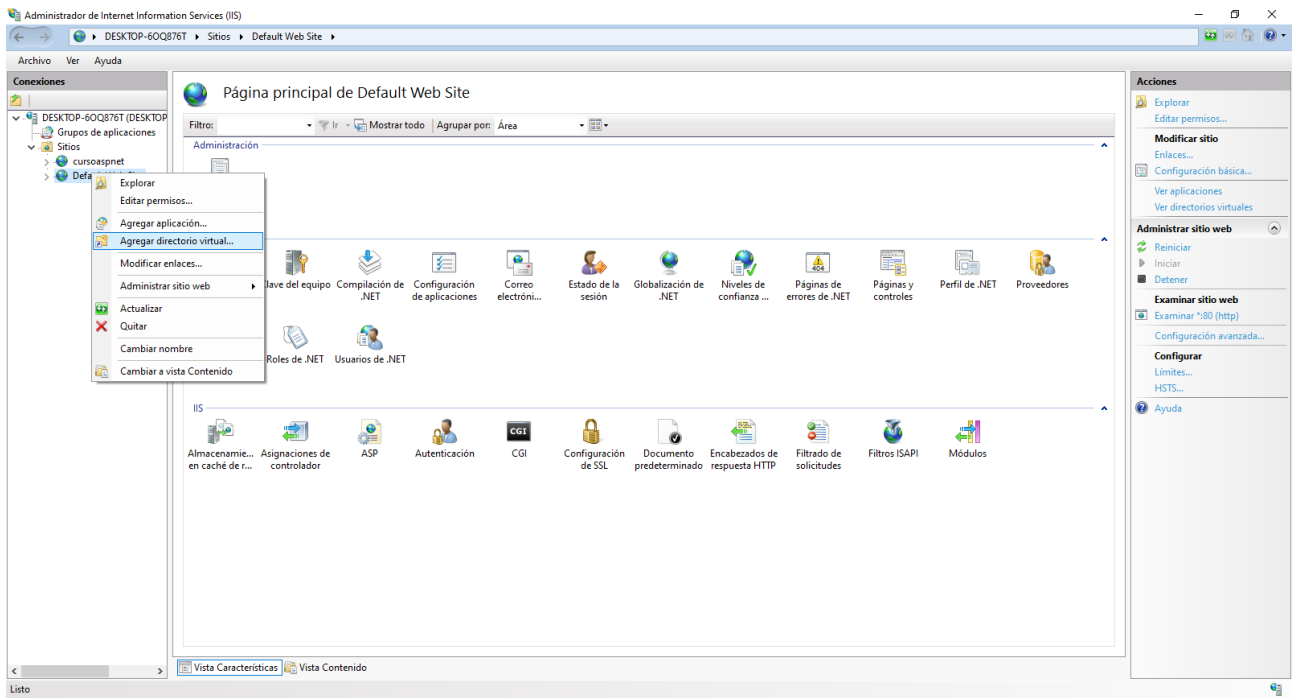 Administrador de Internet Information Services (IIS)
DESKTOP-6OQ876T Sitios Default Web Site
Archivo Ver Ayuda
Conexiones
DESKTOP-6OQ876T (DESKTOP
Grupos de aplicaciones
Sitios
cursoaspnet
Defa
Explorar
Editar permisos...
Agregar aplicación...
Agregar directorio virtual...
Modificar enlaces...
Administrar sitio web
Actualizar
Quitar
Cambiar nombre
Cambiar a vista Contenido
Página principal de Default Web Site
Filtro: Ir Mostrar todo Agrupar por: Área
Administración
lave del equipo
Compilación de
.NET
Configuración
de aplicaciones
Correo
electróni...
Estado de la
sesión
Globalización de
.NET
Niveles de
confianza ...
404
Páginas de
errores de .NET
Páginas y
controles
Perfil de .NET
Proveedores
Roles de .NET
Usuarios de .NET
IIS
Almacenamie...
en caché de r...
Asignaciones de
controlador
ASP
Autenticación
CGI
CGI
Configuración
de SSL
Documento
predeterminado
Encabezados de
respuesta HTTP
Filtrado de
solicitudes
Filtros ISAPI
Módulos
Vista Características Vista Contenido
Acciones
Explorar
Editar permisos...
Modificar sitio
Enlaces...
Configuración básica...
Ver aplicaciones
Ver directorios virtuales
Administrar sitio web
Reiniciar
Iniciar
Detener
Examinar sitio web
Examinar *:80 (http)
Configuración avanzada...
Configurar
Límites...
HSTS...
Ayuda
Listo